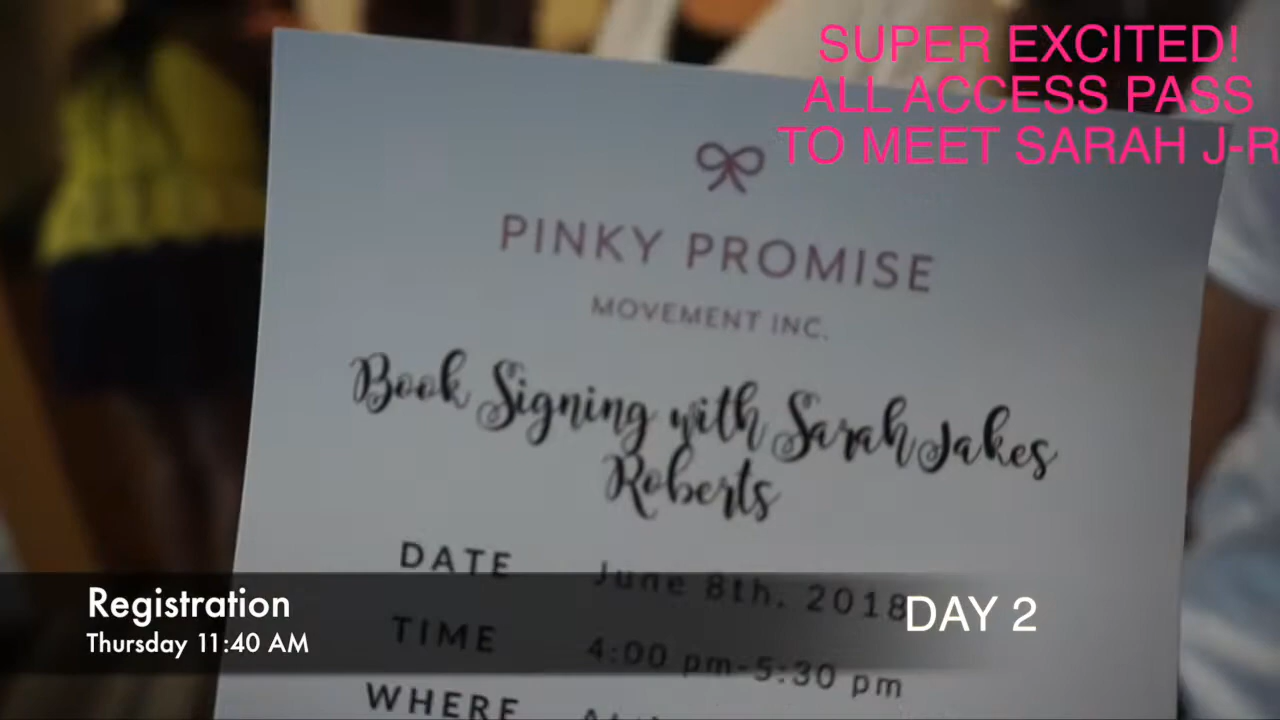 SUPER EXCITED!
ALL ACCESS PASS
TO MEET SARAH J-R
PINKY PROMISE
MOVEMENT INC.
Book Signing with Sarah Jakes
Roberts
DATE June 8th, 2018
TIME 4:00 pm-5:30 pm
WHERE
Registration
Thursday 11:40 AM
DAY 2